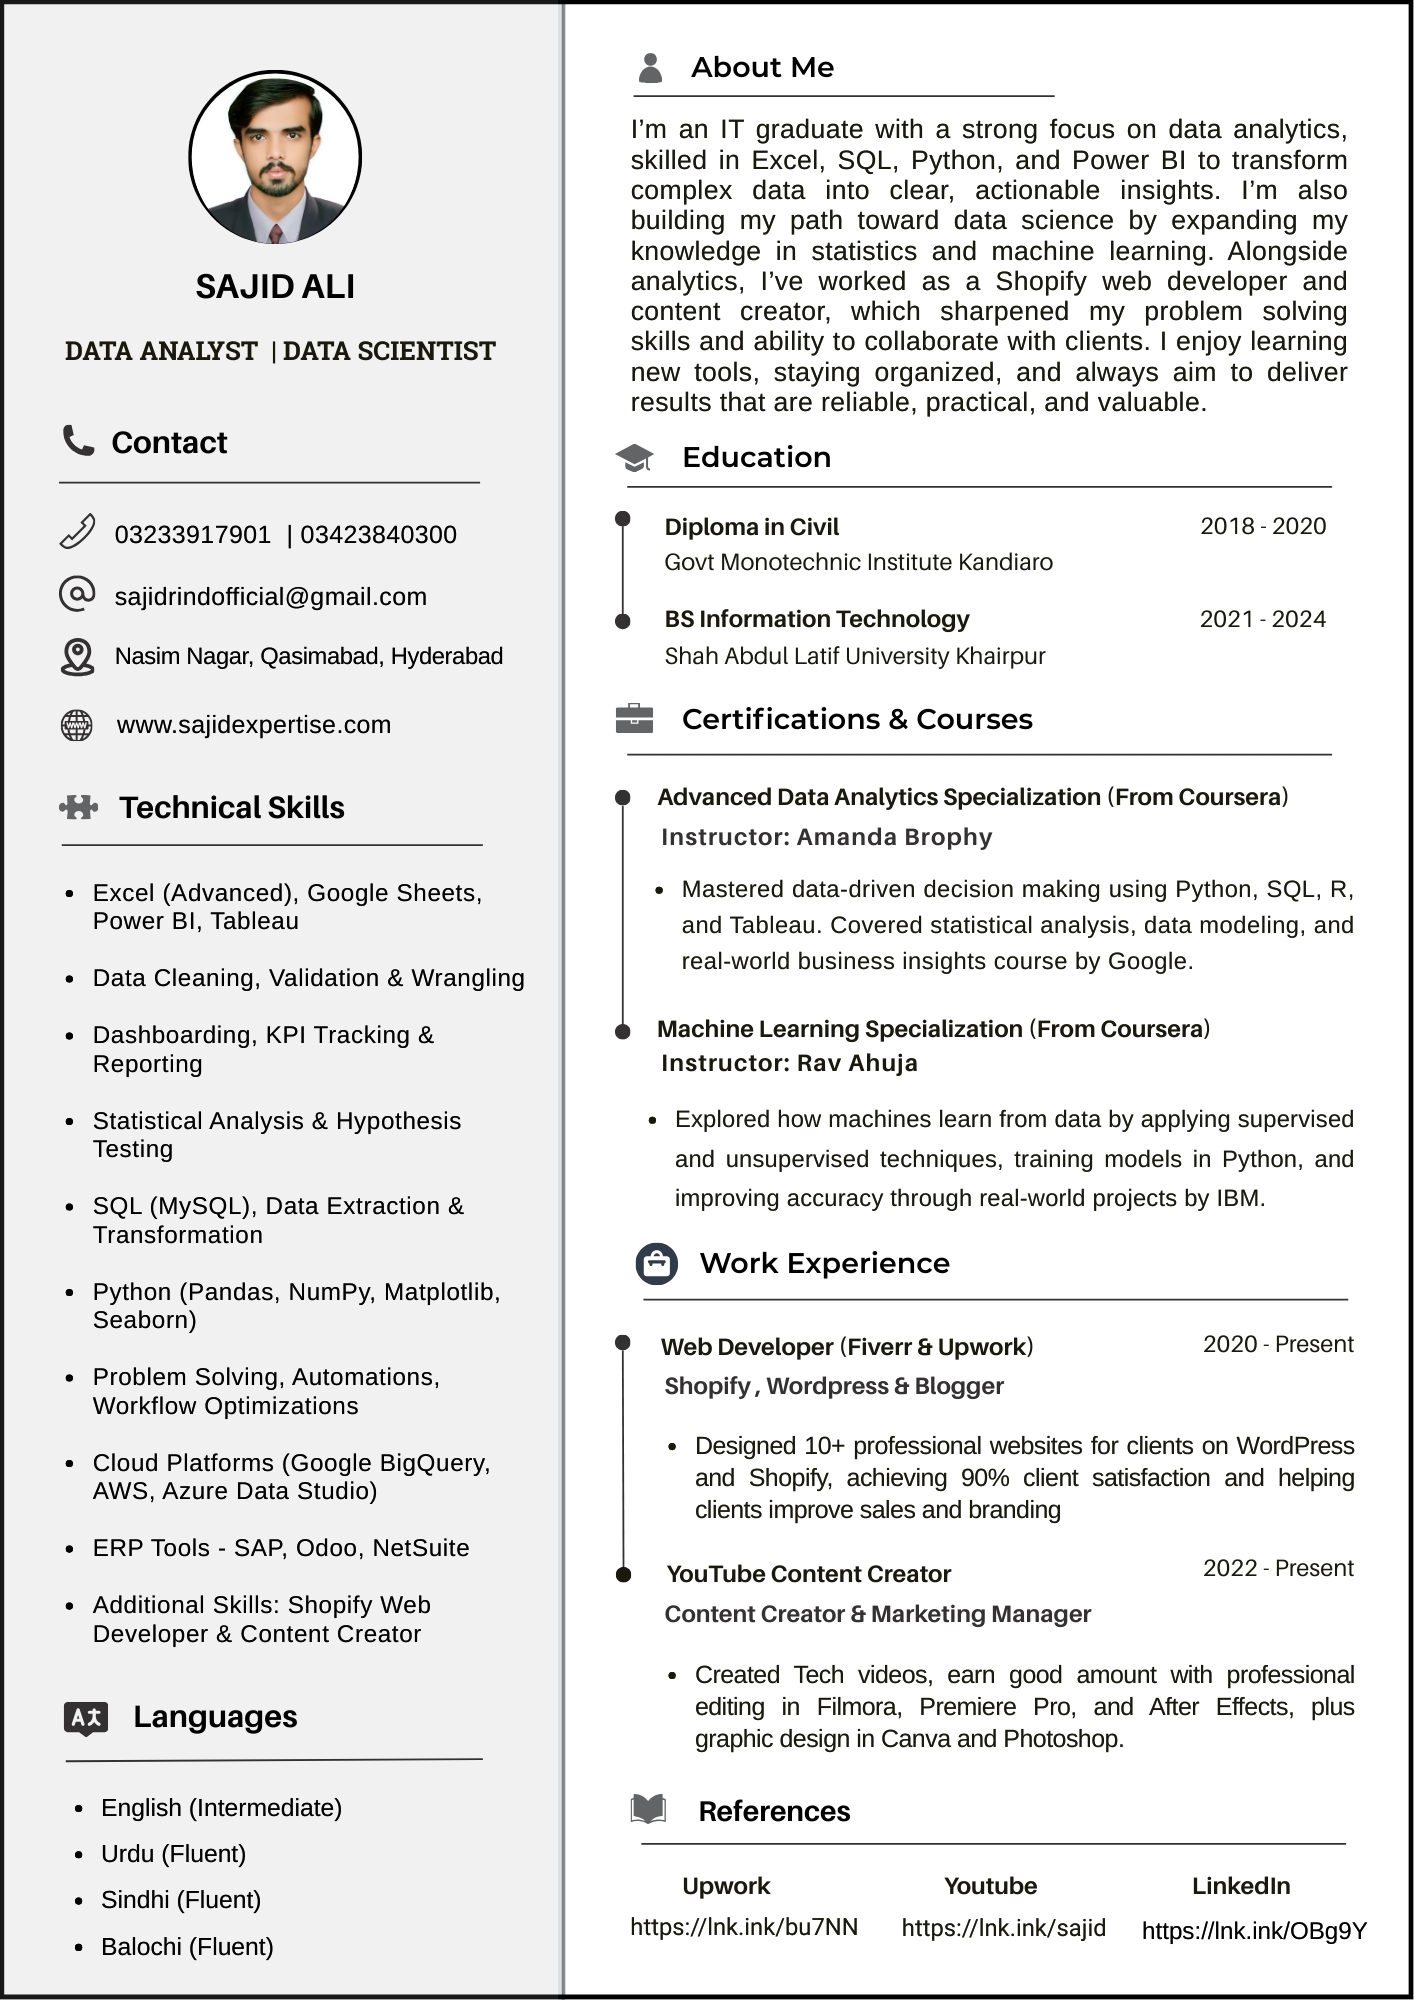 SAJID ALI
DATA ANALYST | DATA SCIENTIST
Contact
03233917901 | 03423840300
sajidrindofficial@gmail.com
Nasim Nagar, Qasimabad, Hyderabad
www.sajidexpertise.com
Technical Skills
• Excel (Advanced), Google Sheets,
Power BI, Tableau
• Data Cleaning, Validation & Wrangling
• Dashboarding, KPI Tracking &
Reporting
• Statistical Analysis & Hypothesis
Testing
• SQL (MySQL), Data Extraction &
Transformation
• Python (Pandas, NumPy, Matplotlib,
Seaborn)
• Problem Solving, Automations,
Workflow Optimizations
• Cloud Platforms (Google BigQuery,
AWS, Azure Data Studio)
• ERP Tools - SAP, Odoo, NetSuite
• Additional Skills: Shopify Web
Developer & Content Creator
Languages
• English (Intermediate)
• Urdu (Fluent)
• Sindhi (Fluent)
• Balochi (Fluent)
About Me
I’m an IT graduate with a strong focus on data analytics,
skilled in Excel, SQL, Python, and Power BI to transform
complex data into clear, actionable insights. I’m also
building my path toward data science by expanding my
knowledge in statistics and machine learning. Alongside
analytics, I’ve worked as a Shopify web developer and
content creator, which sharpened my problem solving
skills and ability to collaborate with clients. I enjoy learning
new tools, staying organized, and always aim to deliver
results that are reliable, practical, and valuable.
Education
Diploma in Civil 2018 - 2020
Govt Monotechnic Institute Kandiaro
BS Information Technology 2021 - 2024
Shah Abdul Latif University Khairpur
Certifications & Courses
Advanced Data Analytics Specialization (From Coursera)
Instructor: Amanda Brophy
• Mastered data-driven decision making using Python, SQL, R,
and Tableau. Covered statistical analysis, data modeling, and
real-world business insights course by Google.
Machine Learning Specialization (From Coursera)
Instructor: Rav Ahuja
• Explored how machines learn from data by applying supervised
and unsupervised techniques, training models in Python, and
improving accuracy through real-world projects by IBM.
Work Experience
Web Developer (Fiverr & Upwork) 2020 - Present
Shopify , Wordpress & Blogger
• Designed 10+ professional websites for clients on WordPress
and Shopify, achieving 90% client satisfaction and helping
clients improve sales and branding
YouTube Content Creator 2022 - Present
Content Creator & Marketing Manager
• Created Tech videos, earn good amount with professional
editing in Filmora, Premiere Pro, and After Effects, plus
graphic design in Canva and Photoshop.
References
Upwork Youtube LinkedIn
https://lnk.ink/bu7NN https://lnk.ink/sajid https://lnk.ink/OBg9Y